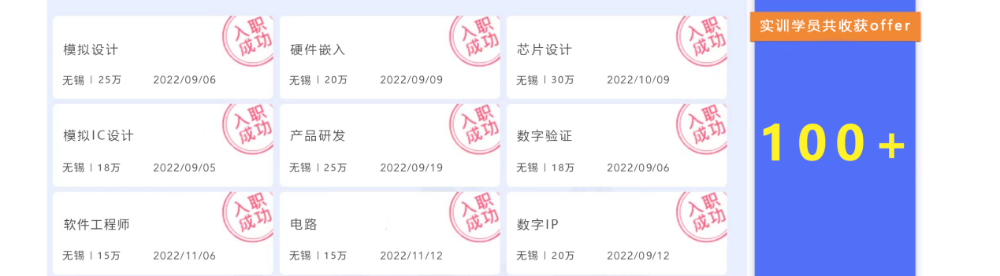 模拟设计
入职
成功
无锡 | 25万 2022/09/06
硬件嵌入
入职
成功
无锡 | 20万 2022/09/09
芯片设计
入职
成功
无锡 | 30万 2022/10/09
模拟IC设计
入职
成功
无锡 | 18万 2022/09/05
产品研发
入职
成功
无锡 | 25万 2022/09/19
数字验证
入职
成功
无锡 | 18万 2022/09/06
软件工程师
入职
成功
无锡 | 15万 2022/11/06
电路
入职
成功
无锡 | 15万 2022/11/12
数字IP
入职
成功
无锡 | 20万 2022/09/12
实训学员共收获offer
100+